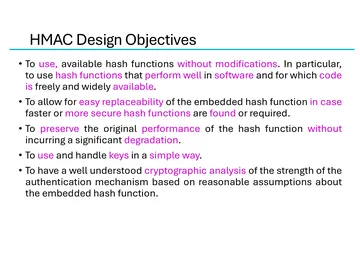 HMAC Design Objectives
• To use, available hash functions without modifications. In particular,
to use hash functions that perform well in software and for which code
is freely and widely available.
• To allow for easy replaceability of the embedded hash function in case
faster or more secure hash functions are found or required.
• To preserve the original performance of the hash function without
incurring a significant degradation.
• To use and handle keys in a simple way.
• To have a well understood cryptographic analysis of the strength of the
authentication mechanism based on reasonable assumptions about
the embedded hash function.